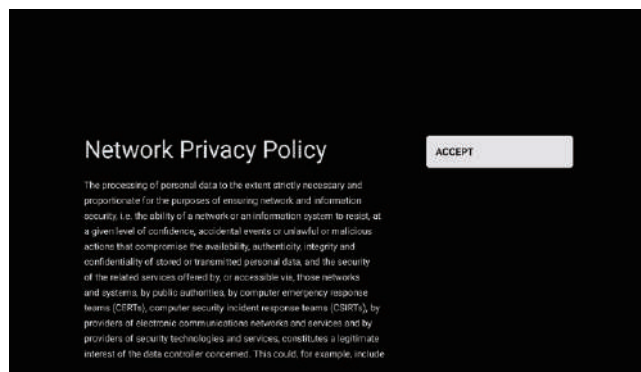 Network Privacy Policy
ACCEPT
The processing of personal data to the extent strictly necessary and
proportionate for the purposes of ensuring network and information
security, i.e. the ability of a network or an information system to resist, at
a given level of confidence, accidental events or unlawful or malicious
actions that compromise the availability, authenticity, integrity and
confidentiality of stored or transmitted personal data, and the security
of the related services offered by, or accessible via, those networks
and systems, by public authorities, by computer emergency response
teams (CERTs), computer security incident response teams (CSIRTs), by
providers of electronic communications networks and services and by
providers of security technologies and services, constitutes a legitimate
interest of the data controller concerned. This could, for example, include